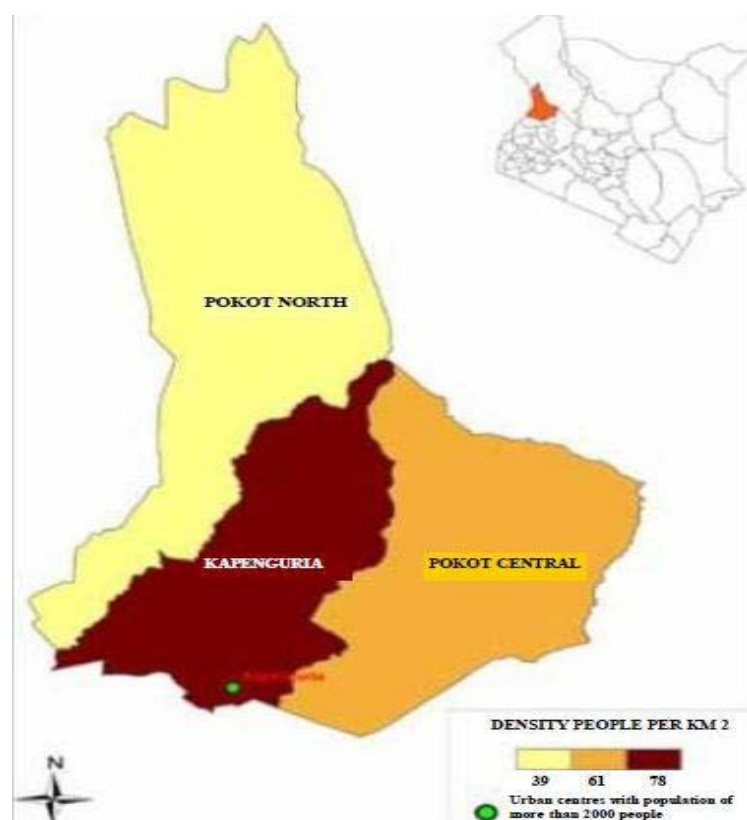 POKOT NORTH
KAPENGURIA
POKOT CENTRAL
DENSITY PEOPLE PER KM 2
39 61 78
Urban centres with population of
more than 2000 people
N